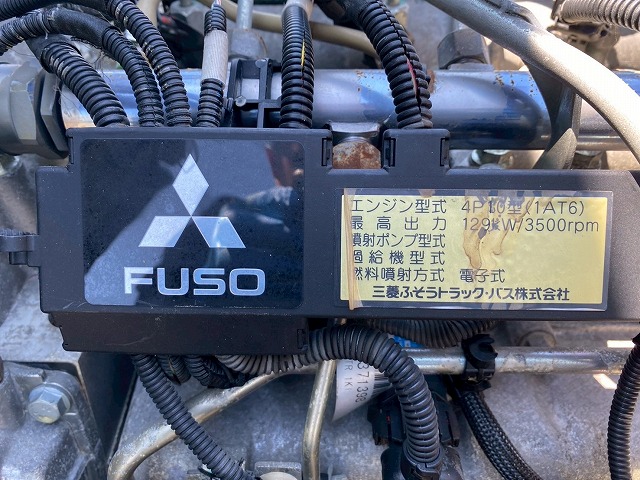 FUSO
エンジン型式 4P10型(1AT6)
最高出力 129kW/3500rpm
噴射ポンプ型式
過給機型式
燃料噴射方式 電子式
三菱ふそうトラック・バス株式会社
371398